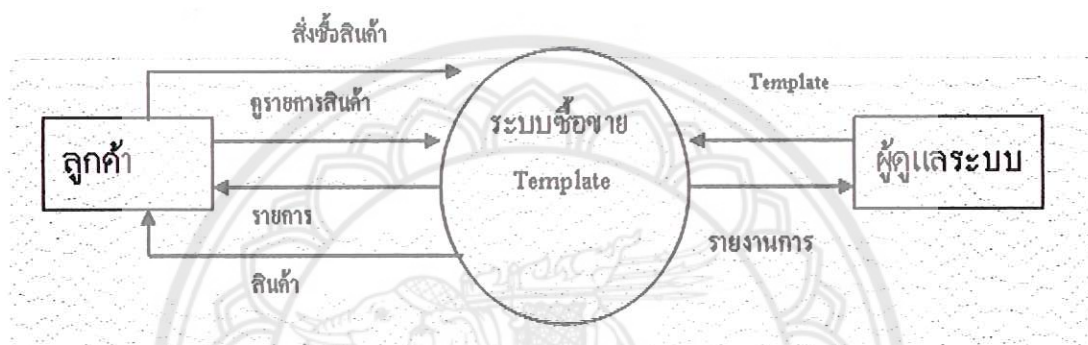 สั่งซื้อสินค้า
Template
ดูรายการสินค้า
ระบบซื้อขาย
Template
ลูกค้า
ผู้ดูแลระบบ
รายการ
รายงานการ
สินค้า